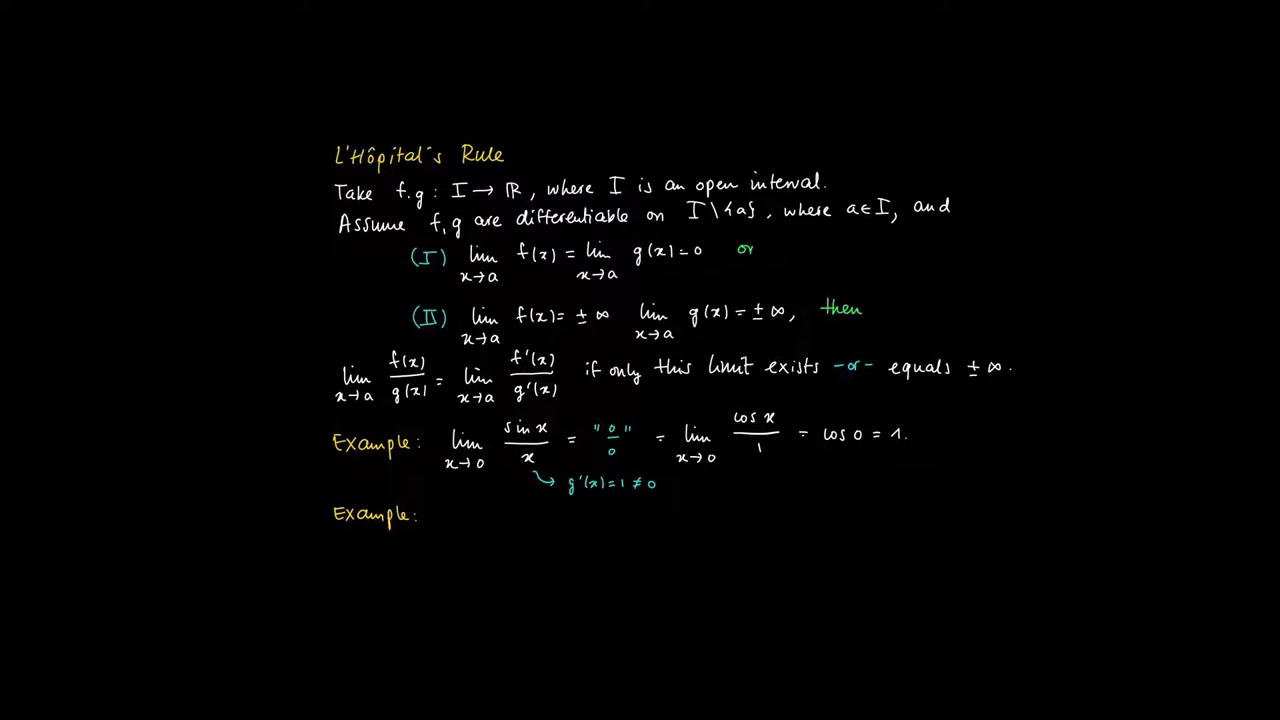 L'Hôpital's Rule
Take f,g : I → ℝ, where I is an open interval.
Assume f,g are differentiable on I \ {a}, where a ∈ I, and
(I) lim x→a f(x) = lim x→a g(x) = 0 or
(II) lim x→a f(x) = ± ∞ lim x→a g(x) = ± ∞, then
lim x→a f(x)/g(x) = lim x→a f'(x)/g'(x) if only this limit exists -or- equals ± ∞.
Example: lim x→0 sin x/x = "0/0" = lim x→0 cos x/1 = cos 0 = 1.
g'(x) = 1 ≠ 0
Example: